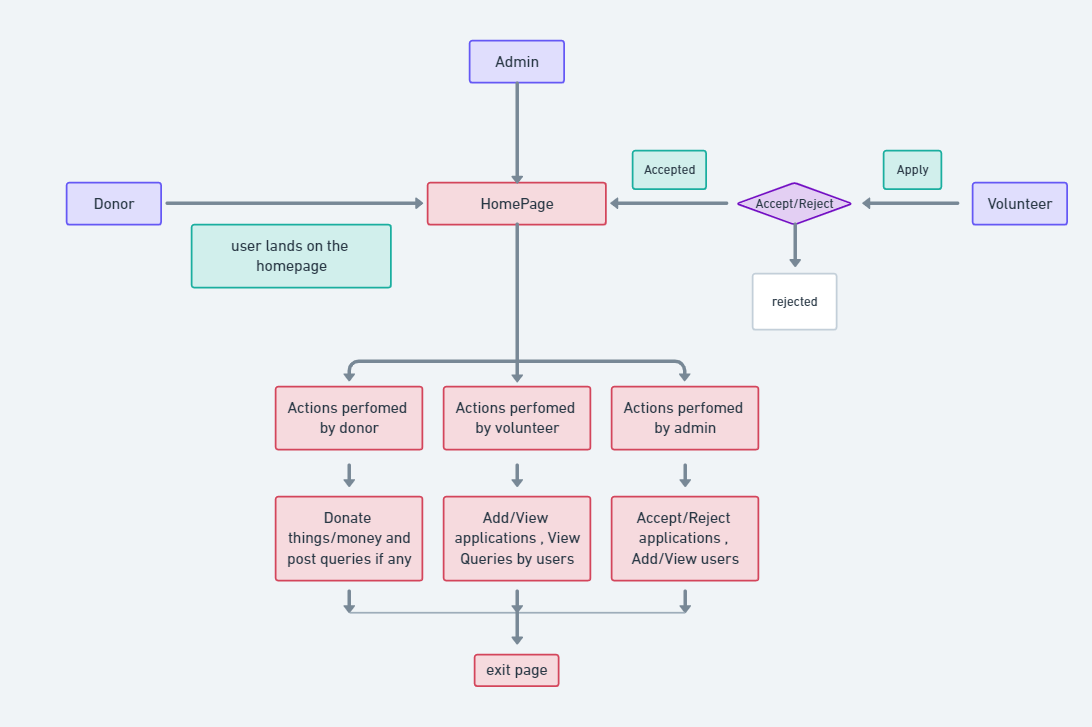 Admin
Accepted
Apply
Donor
HomePage
Accept/Reject
Volunteer
user lands on the
homepage
rejected
Actions perfomed
by donor
Actions perfomed
by volunteer
Actions perfomed
by admin
Donate
things/money and
post queries if any
Add/View
applications , View
Queries by users
Accept/Reject
applications ,
Add/View users
exit page